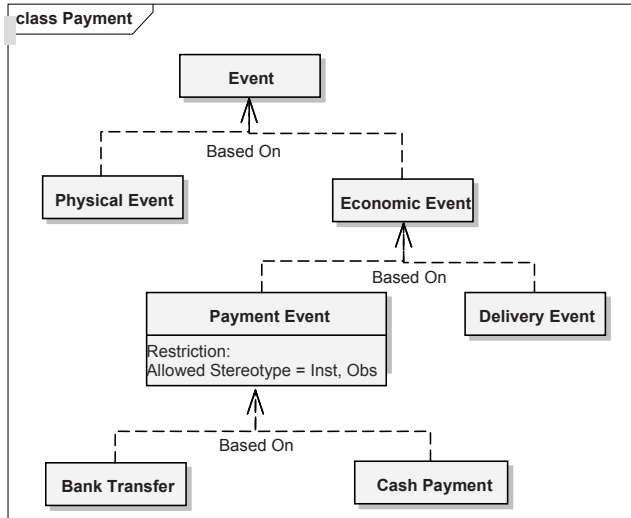 class Payment
Event
Based On
Physical Event
Economic Event
Based On
Payment Event
Delivery Event
Restriction:
Allowed Stereotype = Inst, Obs
Based On
Bank Transfer
Cash Payment